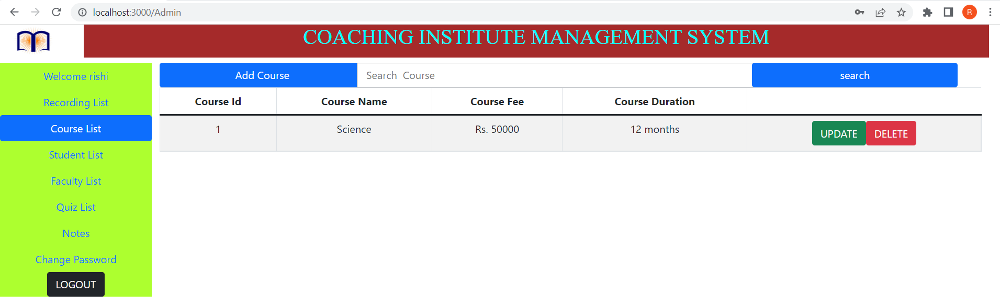 localhost:3000/Admin
R
COACHING INSTITUTE MANAGEMENT SYSTEM
Welcome rishi
Recording List
Course List
Student List
Faculty List
Quiz List
Notes
Change Password
LOGOUT
Add Course Search Course search
Course Id Course Name Course Fee Course Duration
1 Science Rs. 50000 12 months UPDATE DELETE